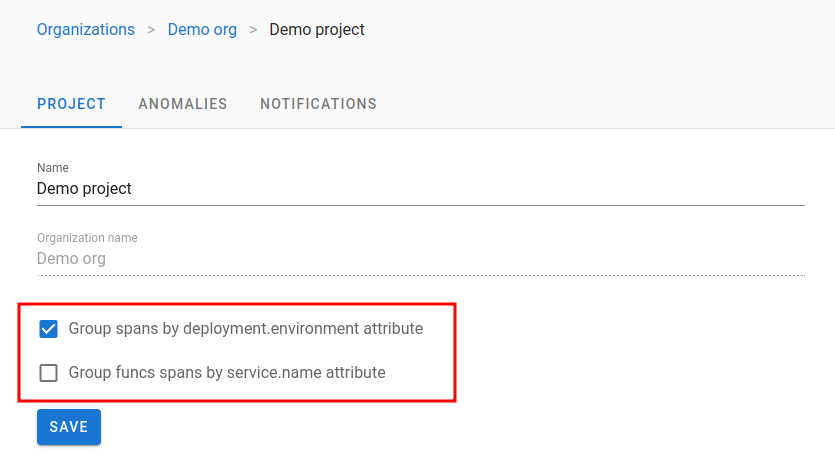 Organizations > Demo org > Demo project
PROJECT ANOMALIES NOTIFICATIONS
Name
Demo project
Organization name
Demo org
Group spans by deployment.environment attribute
Group funcs spans by service.name attribute
SAVE